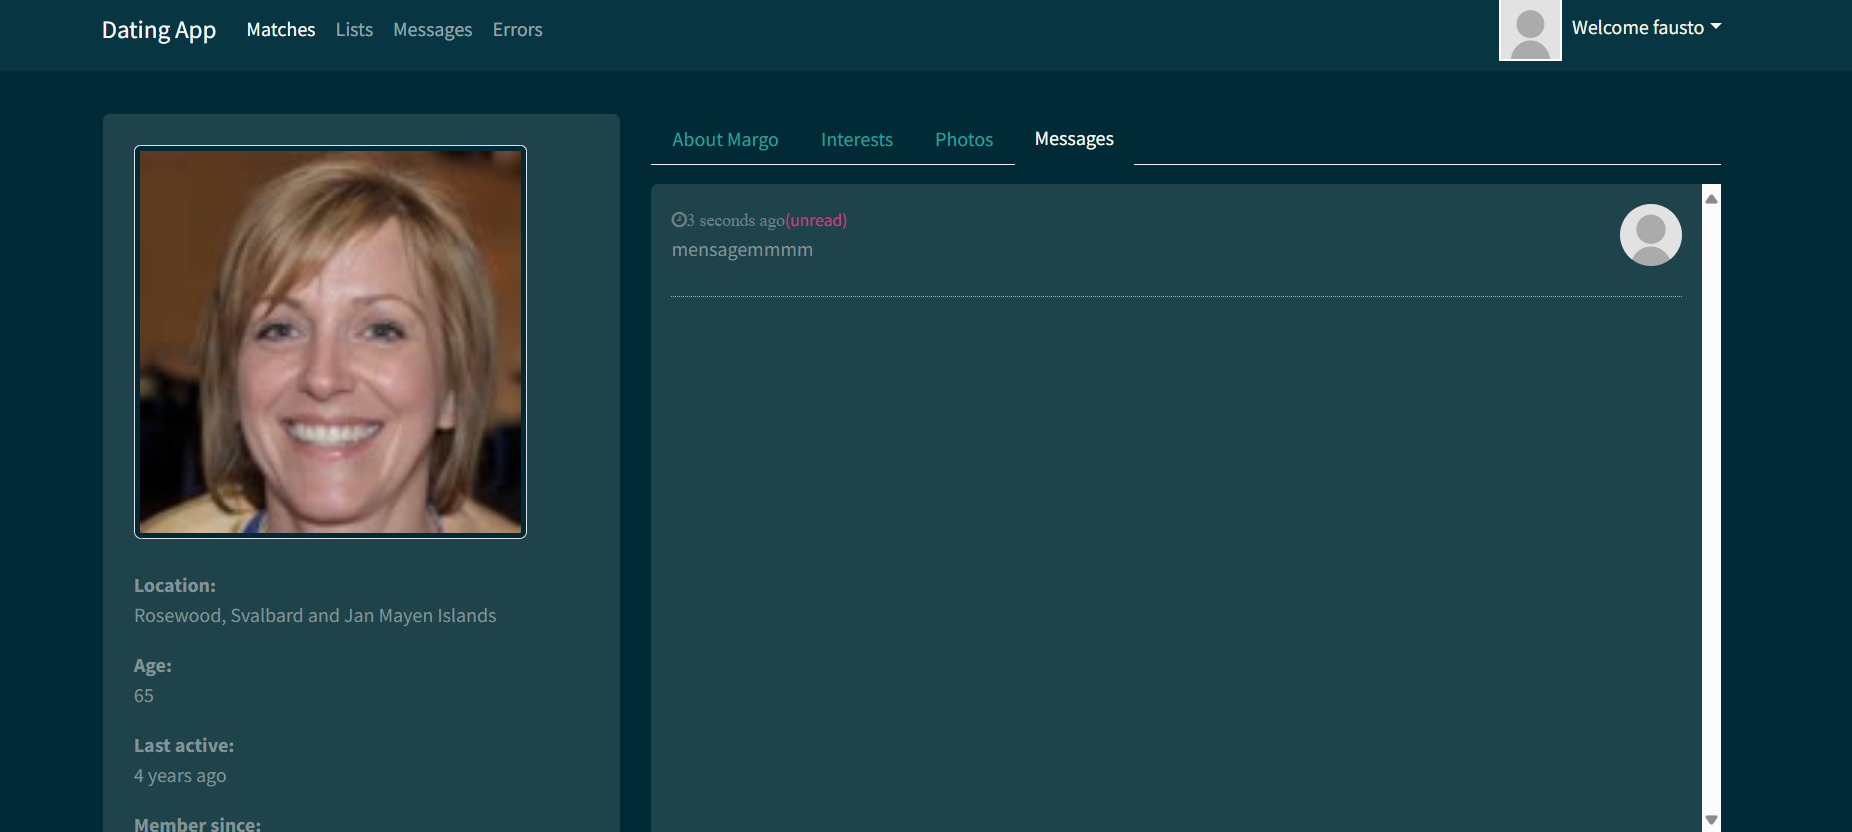 Dating App Matches Lists Messages Errors Welcome fausto
About Margo Interests Photos Messages
3 seconds ago(unread)
mensagemmmm
Location:
Rosewood, Svalbard and Jan Mayen Islands
Age:
65
Last active:
4 years ago
Member since: